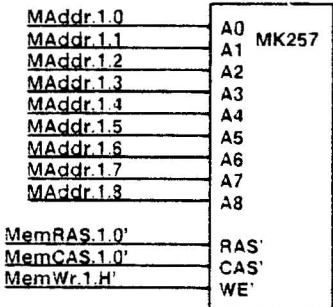 MAddr.1.0 A0 MK257
MAddr.1.1 A1
MAddr.1.2 A2
MAddr.1.3 A3
MAddr.1.4 A4
MAddr.1.5 A5
MAddr.1.6 A6
MAddr.1.7 A7
MAddr.1.8 A8
MemRAS.1.0' RAS'
MemCAS.1.0' CAS'
MemWr.1.H' WE'